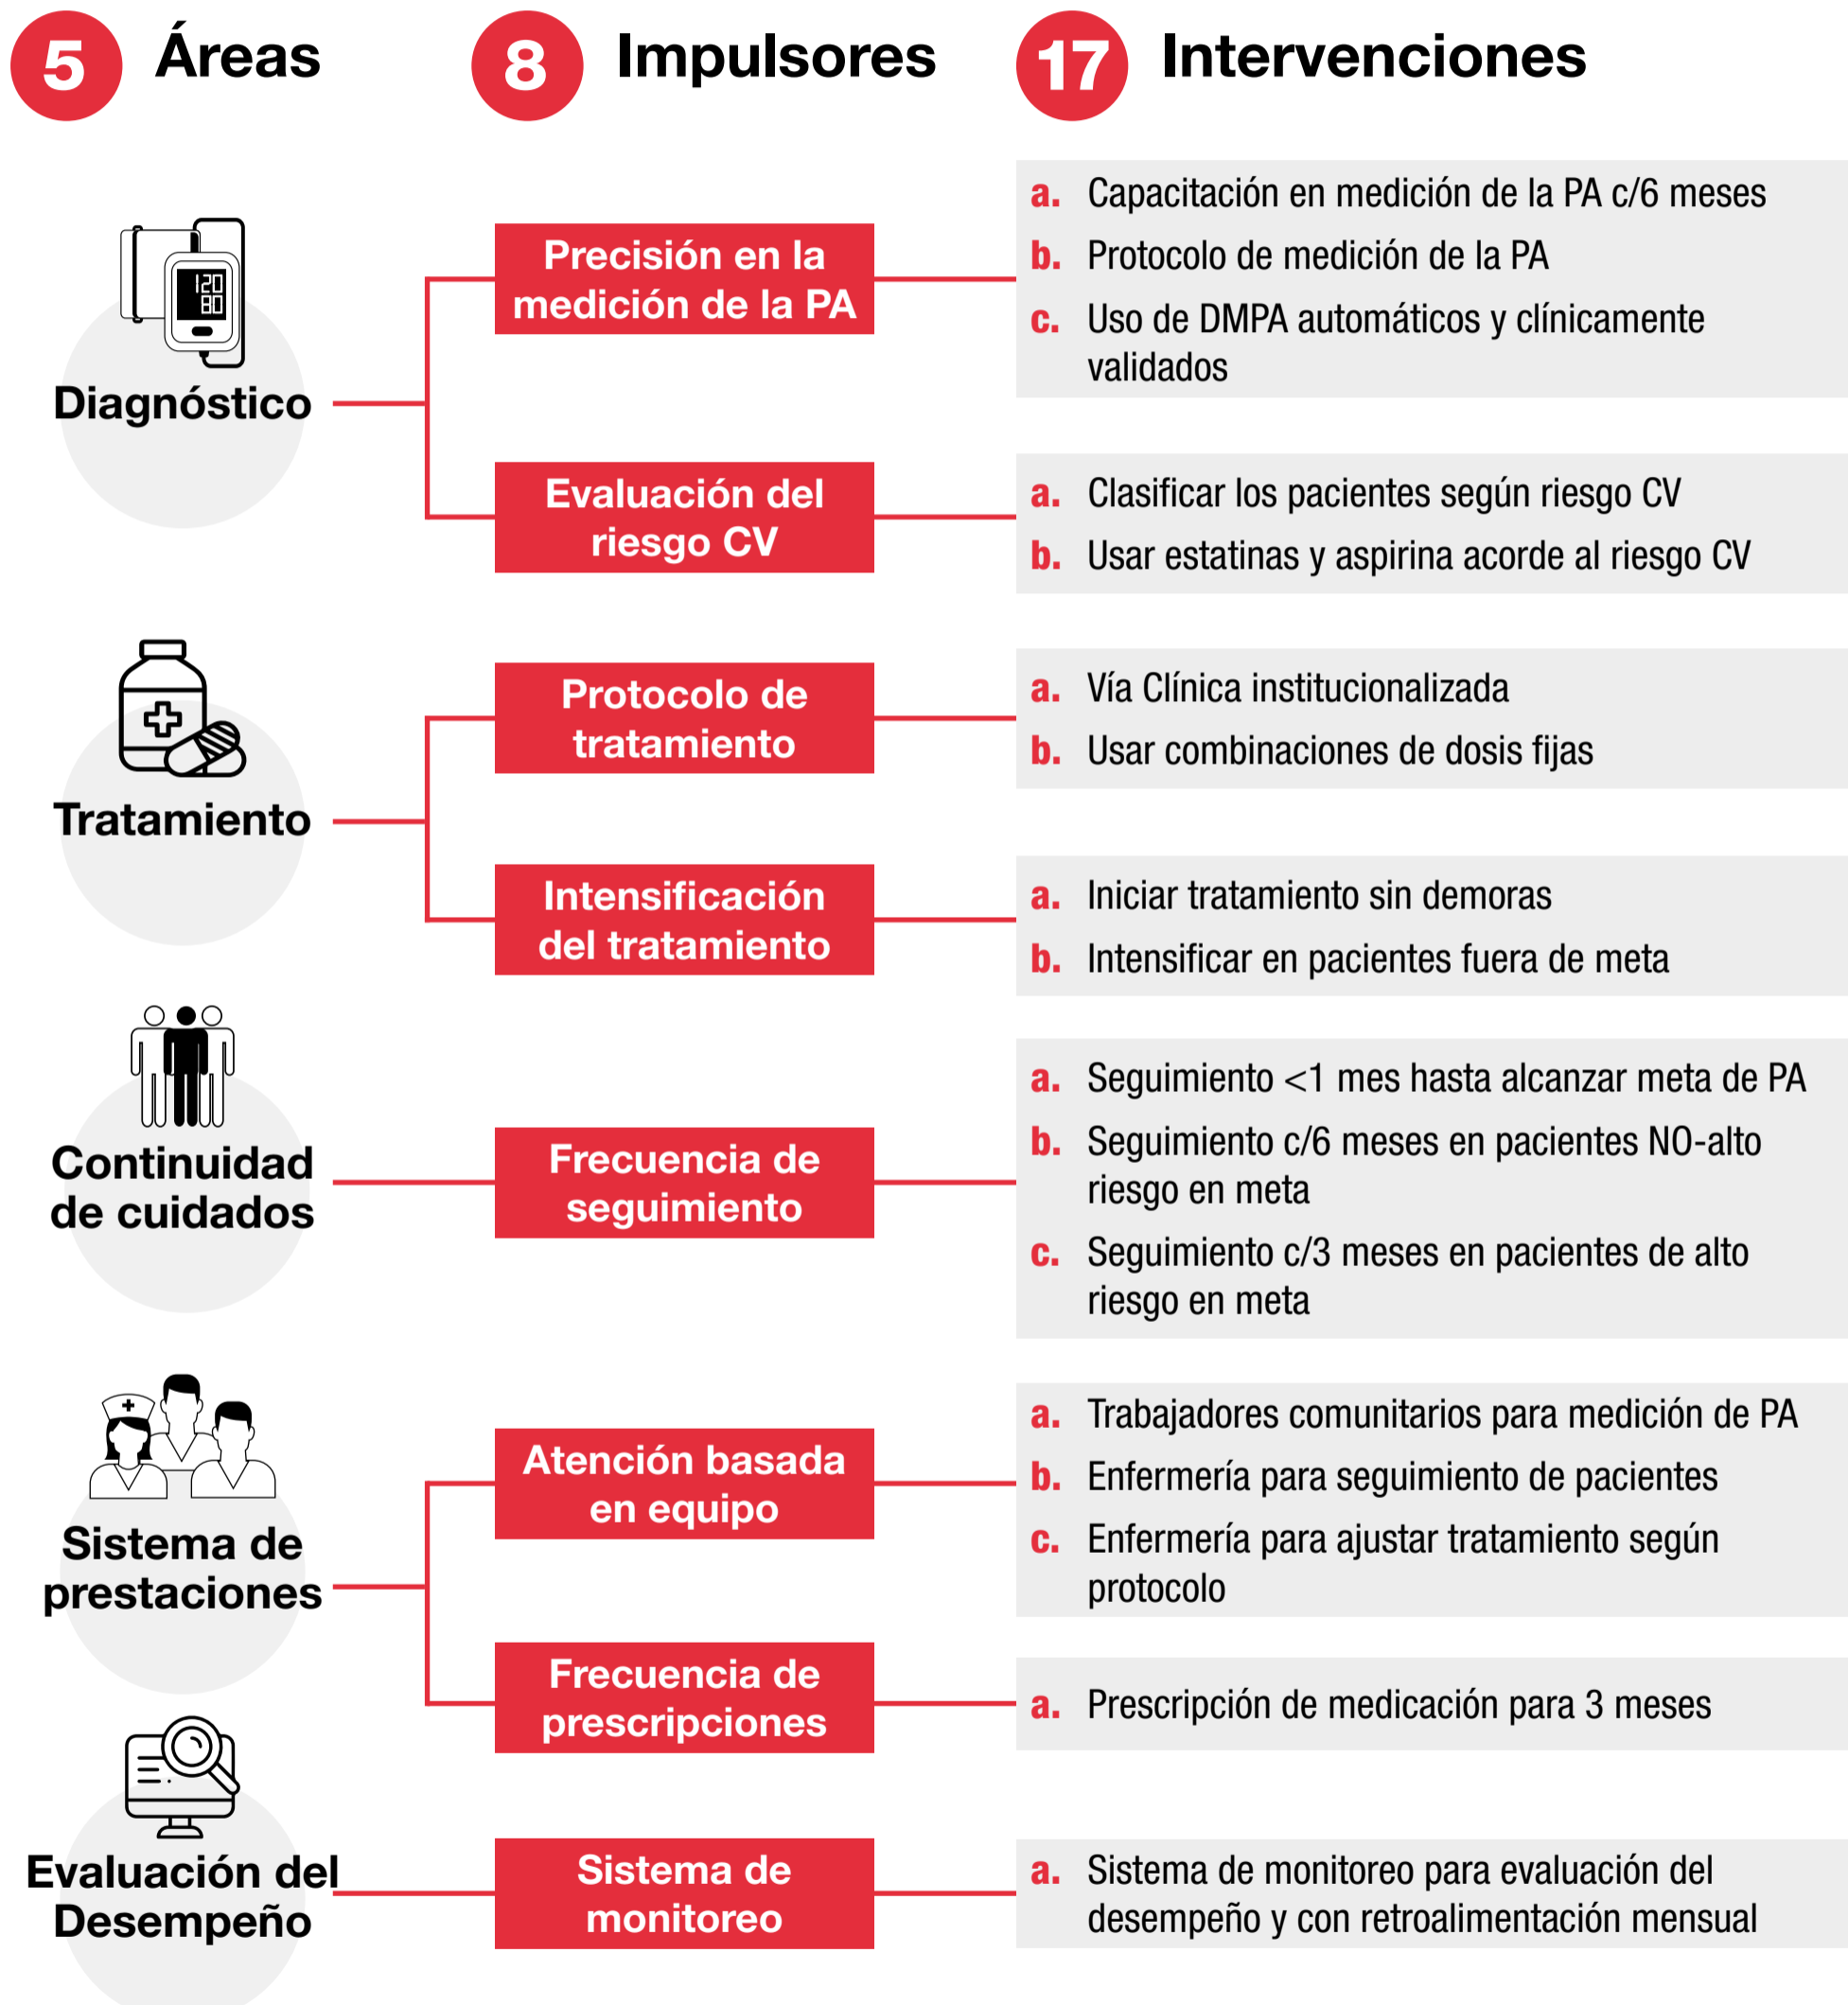 5 Áreas
8 Impulsores
17 Intervenciones
120
80
Diagnóstico
Precisión en la
medición de la PA
a. Capacitación en medición de la PA c/6 meses
b. Protocolo de medición de la PA
c. Uso de DMPA automáticos y clínicamente
validados
Evaluación del
riesgo CV
a. Clasificar los pacientes según riesgo CV
b. Usar estatinas y aspirina acorde al riesgo CV
Tratamiento
Protocolo de
tratamiento
a. Vía Clínica institucionalizada
b. Usar combinaciones de dosis fijas
Intensificación
del tratamiento
a. Iniciar tratamiento sin demoras
b. Intensificar en pacientes fuera de meta
Continuidad
de cuidados
Frecuencia de
seguimiento
a. Seguimiento <1 mes hasta alcanzar meta de PA
b. Seguimiento c/6 meses en pacientes NO-alto
riesgo en meta
c. Seguimiento c/3 meses en pacientes de alto
riesgo en meta
Sistema de
prestaciones
Atención basada
en equipo
a. Trabajadores comunitarios para medición de PA
b. Enfermería para seguimiento de pacientes
c. Enfermería para ajustar tratamiento según
protocolo
Frecuencia de
prescripciones
a. Prescripción de medicación para 3 meses
Evaluación del
Desempeño
Sistema de
monitoreo
a. Sistema de monitoreo para evaluación del
desempeño y con retroalimentación mensual